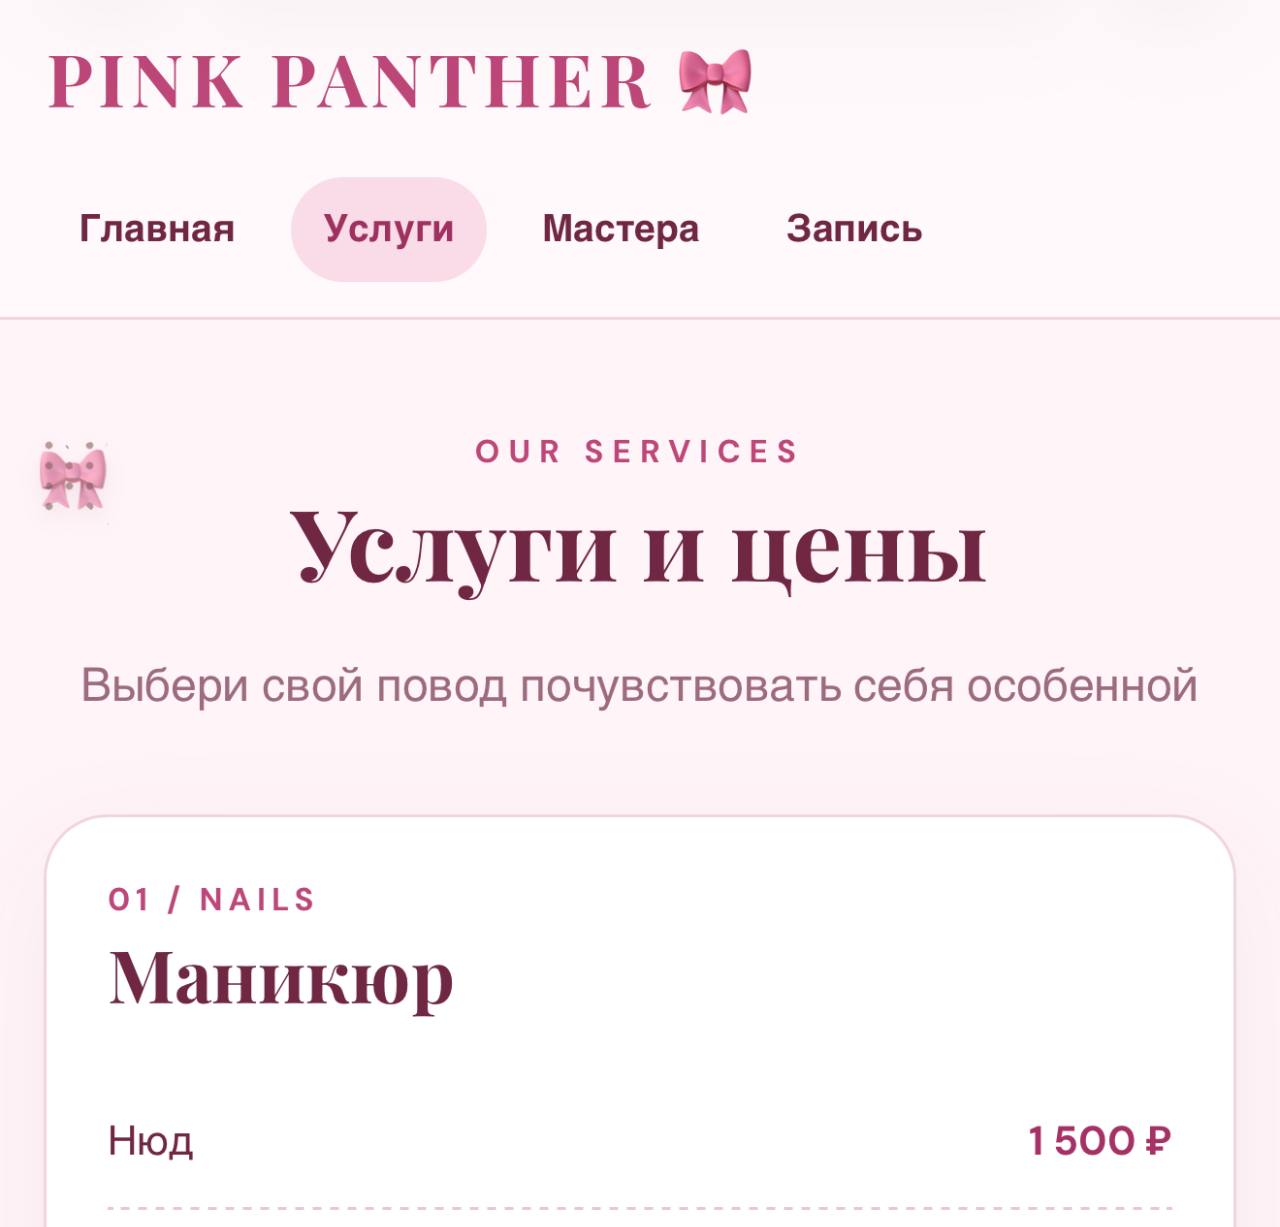 PINK PANTHER 🎀
Главная Услуги Мастера Запись
OUR SERVICES
Услуги и цены
Выбери свой повод почувствовать себя особенной
01 / NAILS
Маникюр
Нюд 1 500 ₽